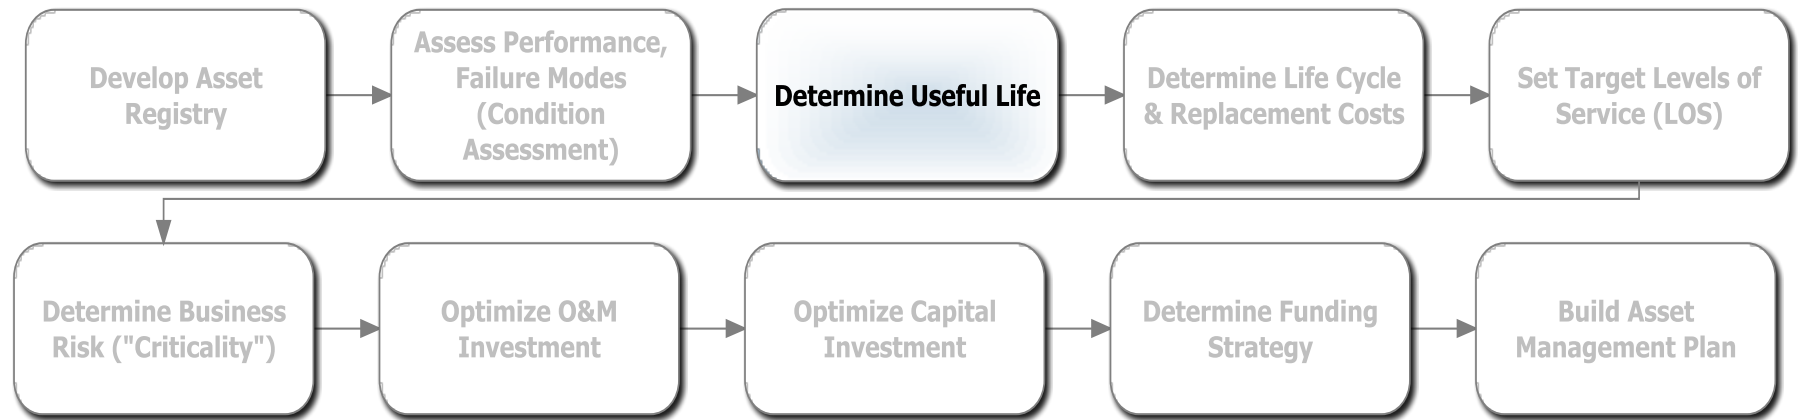 Develop Asset
Registry
Assess Performance,
Failure Modes
(Condition
Assessment)
Determine Useful Life
Determine Life Cycle
& Replacement Costs
Set Target Levels of
Service (LOS)
Determine Business
Risk ("Criticality")
Optimize O&M
Investment
Optimize Capital
Investment
Determine Funding
Strategy
Build Asset
Management Plan